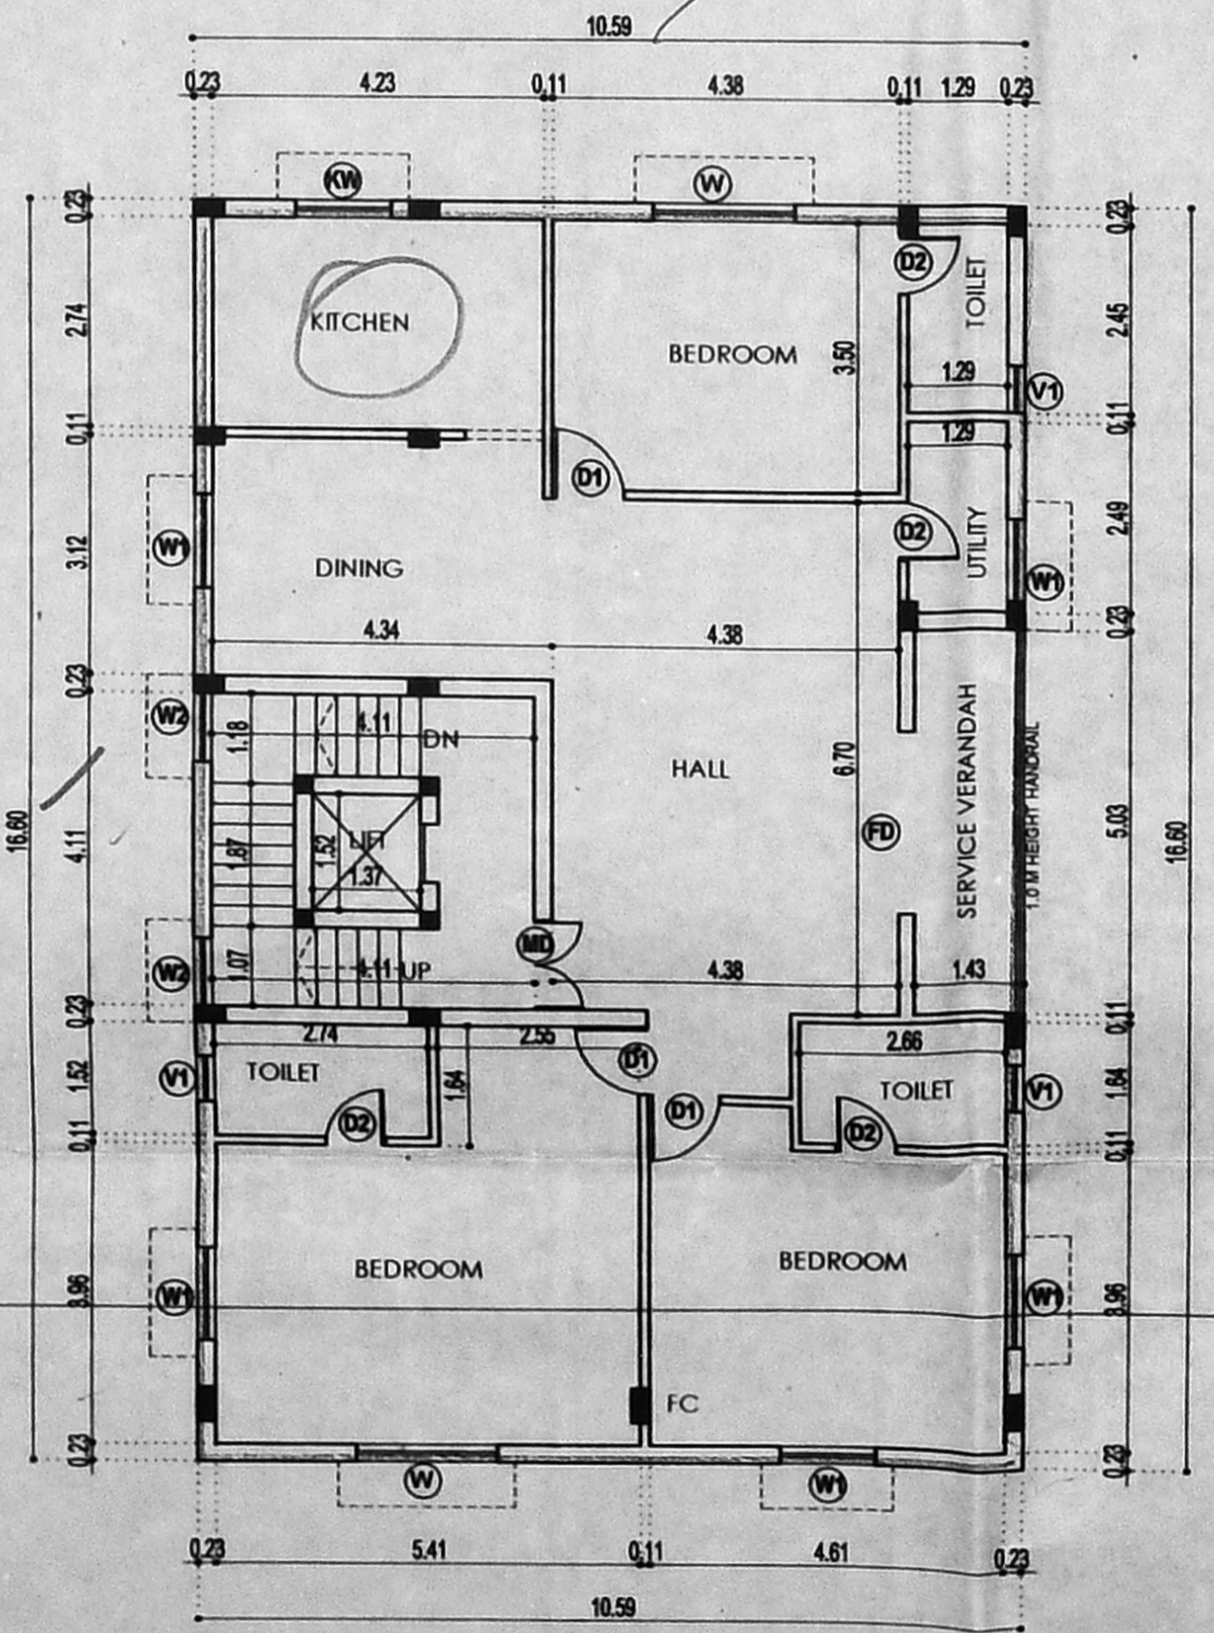 10.59
0.23 4.23 0.11 4.38 0.11 1.29 0.23
KW
W
0.23
0.23
D2
TOILET
KITCHEN
2.74
2.45
BEDROOM
3.50
1.29
V1
0.11
0.11
1.29
D1
2.49
W1
D2
UTILITY
3.12
DINING
W1
4.34
4.38
0.23
0.23
W2
4.11
DN
1.18
HALL
6.70
SERVICE VERANDAH
1.0 M HEIGHT HANDRAIL
16.60
4.11
1.87
1.52
LIFT
1.37
FD
5.03
16.60
MD
W2
1.07
4.11
UP
4.38
1.43
0.23
0.11
2.74
2.55
2.66
V1
1.52
TOILET
1.64
D1
TOILET
V1
1.64
D2
D1
D2
0.11
0.11
BEDROOM
BEDROOM
W1
W1
3.96
3.96
FC
0.23
0.23
W
W1
0.23 5.41 0.11 4.61 0.23
10.59